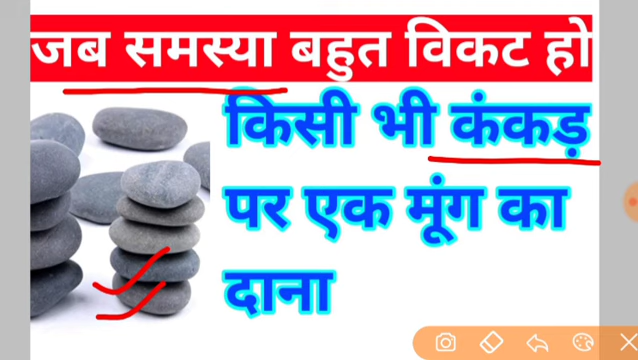 जब समस्या बहुत विकट हो
किसी भी कंकड़
पर एक मूंग का
दाना